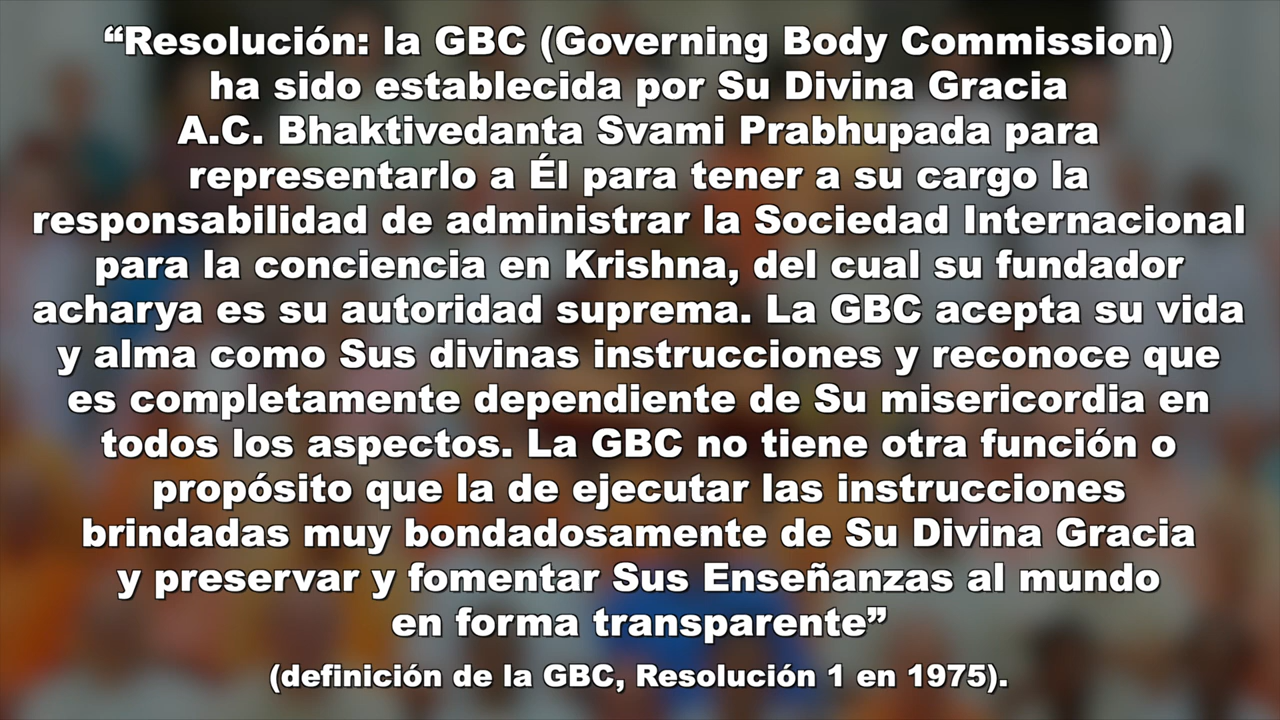 “Resolución: la GBC (Governing Body Commission)
ha sido establecida por Su Divina Gracia
A.C. Bhaktivedanta Svami Prabhupada para
representarlo a Él para tener a su cargo la
responsabilidad de administrar la Sociedad Internacional
para la conciencia en Krishna, del cual su fundador
acharya es su autoridad suprema. La GBC acepta su vida
y alma como Sus divinas instrucciones y reconoce que
es completamente dependiente de Su misericordia en
todos los aspectos. La GBC no tiene otra función o
propósito que la de ejecutar las instrucciones
brindadas muy bondadosamente de Su Divina Gracia
y preservar y fomentar Sus Enseñanzas al mundo
en forma transparente”
(definición de la GBC, Resolución 1 en 1975).